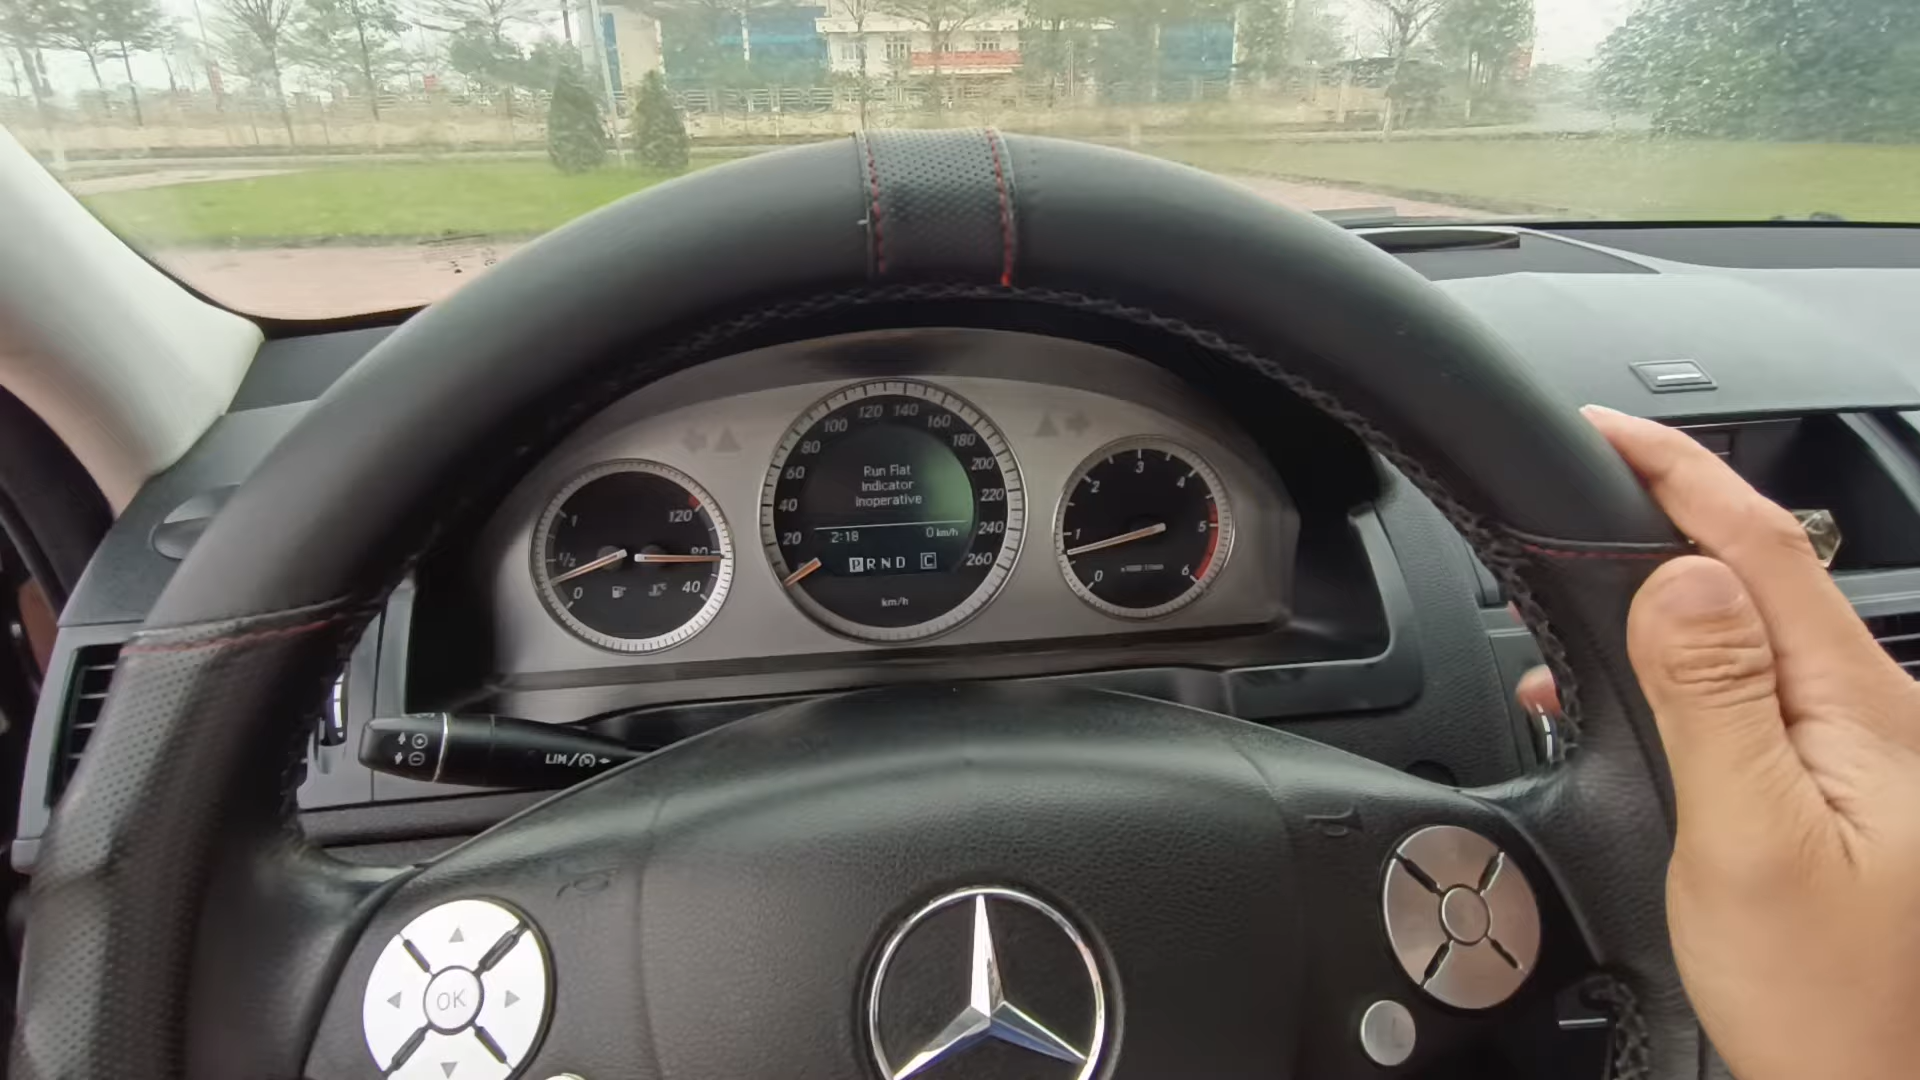 120 140
100 160
80 180
60 200
40 220
20 240
260
Run Flat
Indicator
inoperative
2:18 0 km/h
P R N D C
km/h
1 120
1/2 80
0 40
3
2 4
1 5
0 6
LIM
OK